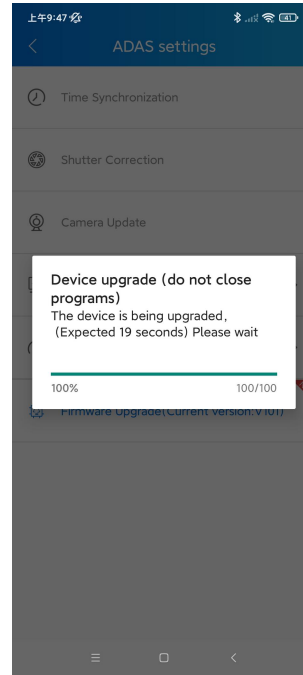 上午9:47
41
ADAS settings
Time Synchronization
Shutter Correction
Camera Update
Device upgrade (do not close
programs)
The device is being upgraded,
(Expected 19 seconds) Please wait
100% 100/100
Firmware Upgrade(Current version:V101)